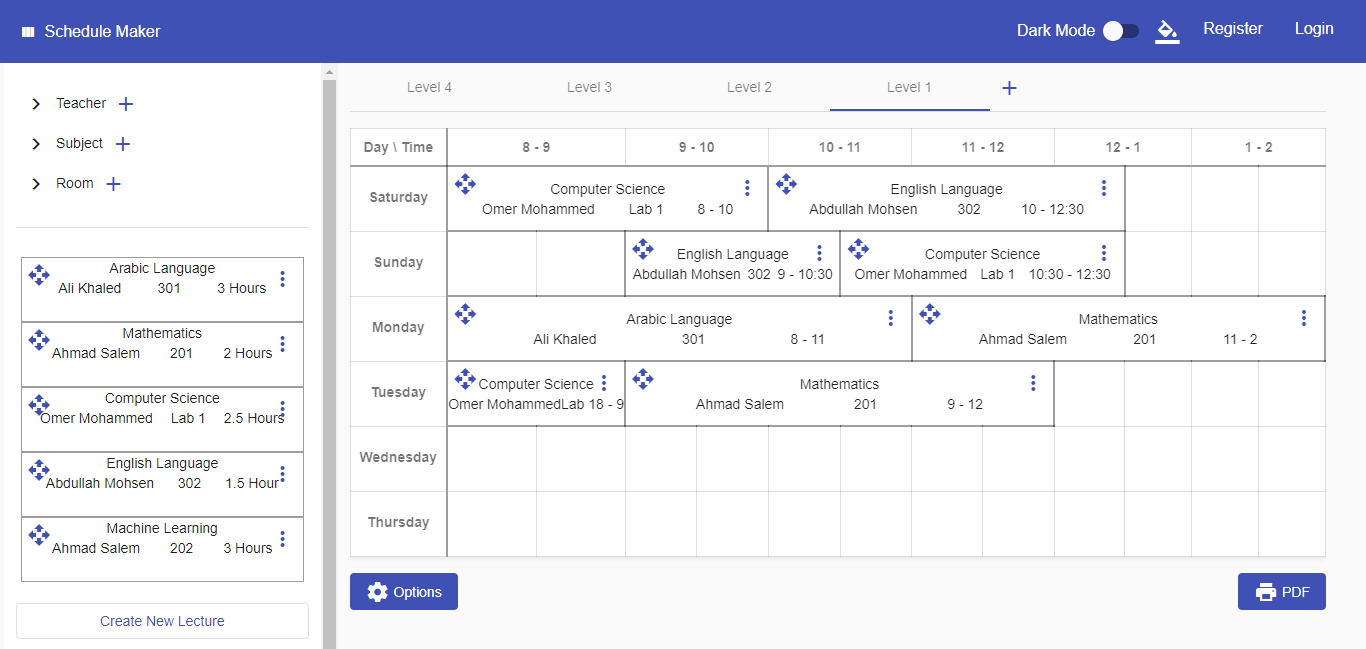 Schedule Maker
Dark Mode
Register
Login
Teacher
Subject
Room
Arabic Language
Ali Khaled 301 3 Hours
Mathematics
Ahmad Salem 201 2 Hours
Computer Science
Omer Mohammed Lab 1 2.5 Hours
English Language
Abdullah Mohsen 302 1.5 Hour
Machine Learning
Ahmad Salem 202 3 Hours
Create New Lecture
Level 4 Level 3 Level 2 Level 1 +
Day \ Time 8 - 9 9 - 10 10 - 11 11 - 12 12 - 1 1 - 2
Saturday
Computer Science
Omer Mohammed Lab 1 8 - 10
English Language
Abdullah Mohsen 302 10 - 12:30
Sunday
English Language
Abdullah Mohsen 302 9 - 10:30
Computer Science
Omer Mohammed Lab 1 10:30 - 12:30
Monday
Arabic Language
Ali Khaled 301 8 - 11
Mathematics
Ahmad Salem 201 11 - 2
Tuesday
Computer Science
Omer Mohammed Lab 1 8 - 9
Mathematics
Ahmad Salem 201 9 - 12
Wednesday
Thursday
Options
PDF